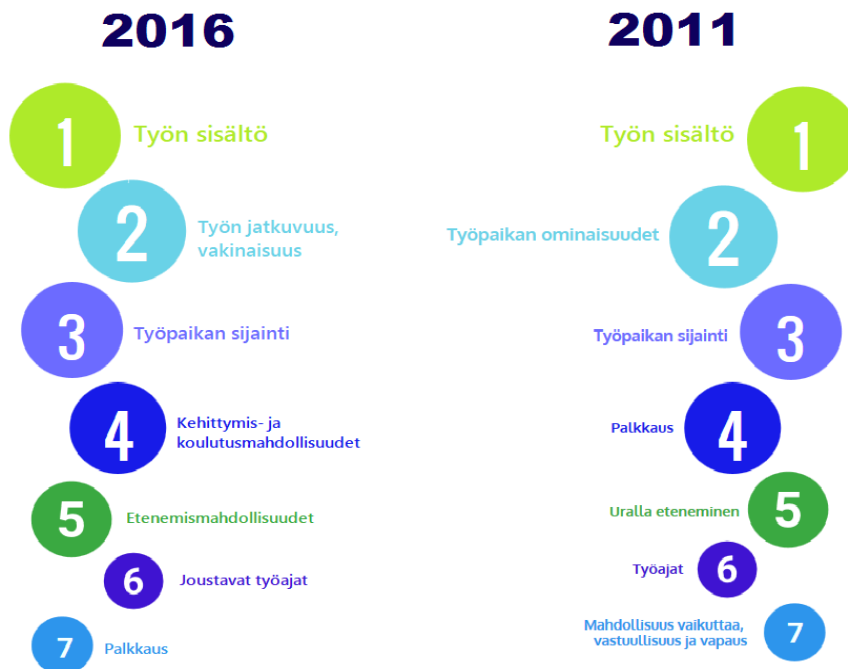 2016
1
Työn sisältö
2
Työn jatkuvuus,
vakinaisuus
3
Työpaikan sijainti
4
Kehittymis- ja
koulutusmahdollisuudet
5
Etenemismahdollisuudet
6
Joustavat työajat
7
Palkkaus
2011
Työn sisältö
1
Työpaikan ominaisuudet
2
Työpaikan sijainti
3
Palkkaus
4
Uralla eteneminen
5
Työajat
6
Mahdollisuus vaikuttaa,
vastuullisuus ja vapaus
7